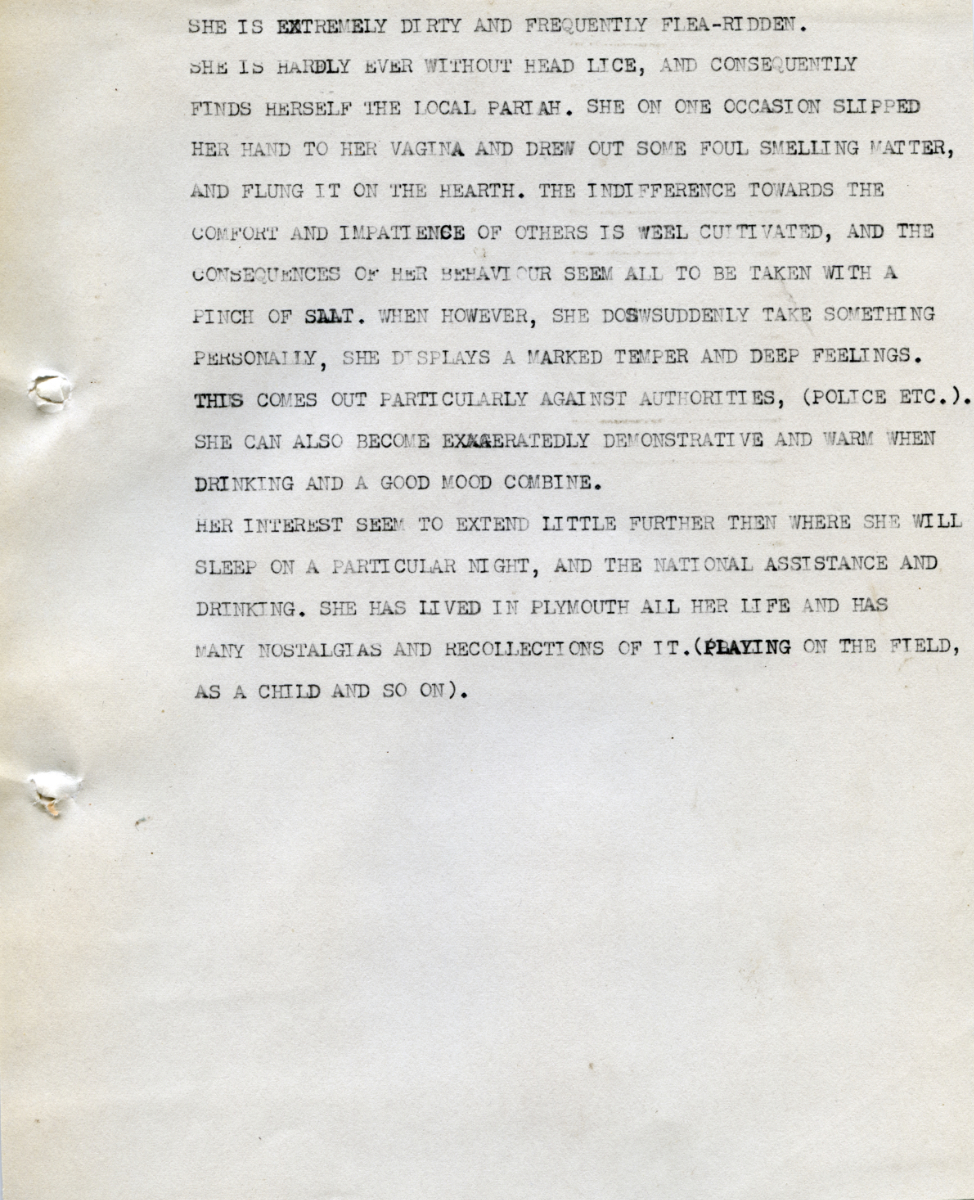 SHE IS EXTREMELY DIRTY AND FREQUENTLY FLEA-RIDDEN.
SHE IS HARDLY EVER WITHOUT HEAD LICE, AND CONSEQUENTLY
FINDS HERSELF THE LOCAL PARIAH. SHE ON ONE OCCASION SLIPPED
HER HAND TO HER VAGINA AND DREW OUT SOME FOUL SMELLING MATTER,
AND FLUNG IT ON THE HEARTH. THE INDIFFERENCE TOWARDS THE
COMFORT AND IMPATIENCE OF OTHERS IS WEEL CULTIVATED, AND THE
CONSEQUENCES OF HER BEHAVIOUR SEEM ALL TO BE TAKEN WITH A
PINCH OF SALT. WHEN HOWEVER, SHE DOSWSUDDENLY TAKE SOMETHING
PERSONALLY, SHE DISPLAYS A MARKED TEMPER AND DEEP FEELINGS.
THIS COMES OUT PARTICULARLY AGAINST AUTHORITIES, (POLICE ETC.).
SHE CAN ALSO BECOME EXAGERATEDLY DEMONSTRATIVE AND WARM WHEN
DRINKING AND A GOOD MOOD COMBINE.
HER INTEREST SEEM TO EXTEND LITTLE FURTHER THEN WHERE SHE WILL
SLEEP ON A PARTICULAR NIGHT, AND THE NATIONAL ASSISTANCE AND
DRINKING. SHE HAS LIVED IN PLYMOUTH ALL HER LIFE AND HAS
MANY NOSTALGIAS AND RECOLLECTIONS OF IT.(PLAYING ON THE FIELD,
AS A CHILD AND SO ON).